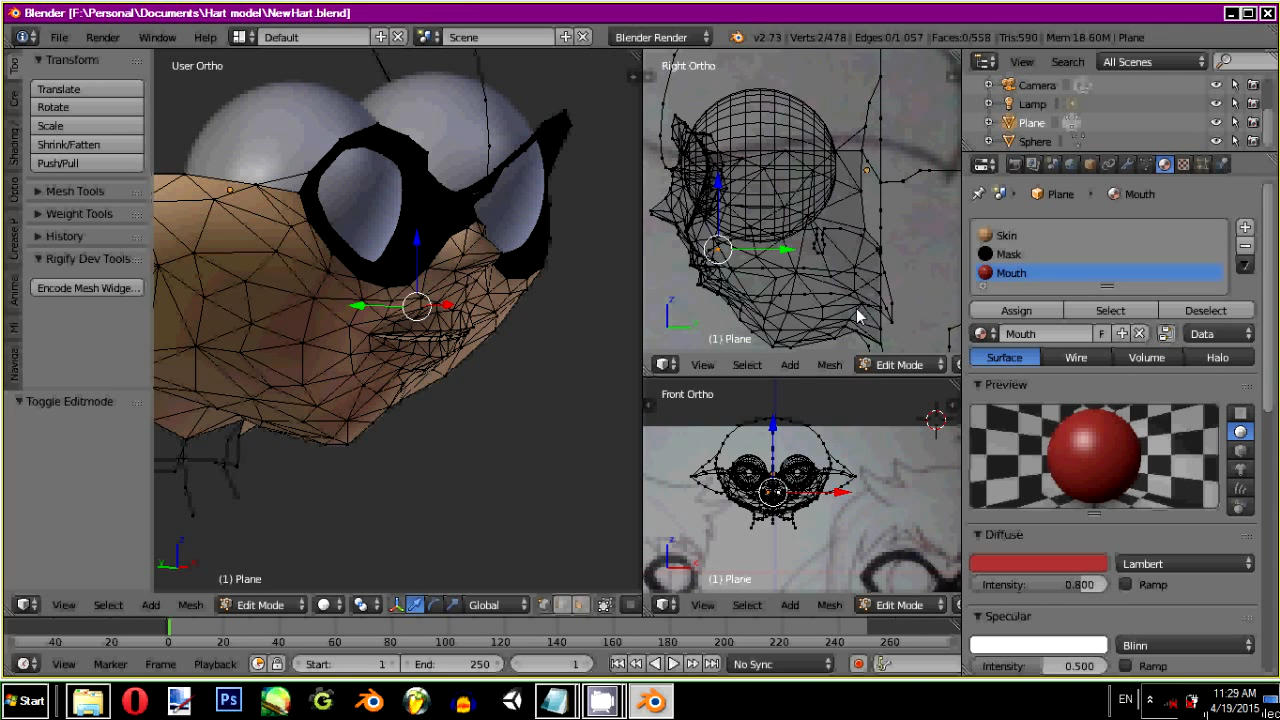 Blender [F:\Personal\Documents\Hart model\NewHart.blend]
File Render Window Help Default Scene Blender Render v2.73 | Verts:2/478 | Edges:0/1,057 | Faces:0/558 | Tris:590 | Mem:18.60M | Plane
Transform
Translate
Rotate
Scale
Shrink/Fatten
Push/Pull
Mesh Tools
Weight Tools
History
Rigify Dev Tools
Encode Mesh Widge...
Toggle Editmode
User Ortho
(1) Plane
View Select Add Mesh Edit Mode Global
Right Ortho
(1) Plane
View Select Add Mesh Edit Mode
Front Ortho
(1) Plane
View Select Add Mesh Edit Mode
-40 -20 0 20 40 60 80 100 120 140 160 180 200 220 240 260
View Marker Frame Playback Start: 1 End: 250 1 No Sync
View Search All Scenes
Camera
Lamp
Plane
Sphere
Plane Mouth
Skin
Mask
Mouth
Assign Select Deselect
Mouth F Data
Surface Wire Volume Halo
Preview
Diffuse
Lambert
Intensity: 0.800 Ramp
Specular
Blinn
Intensity: 0.500 Ramp
Start Ps EN 11:29 AM
4/19/2015